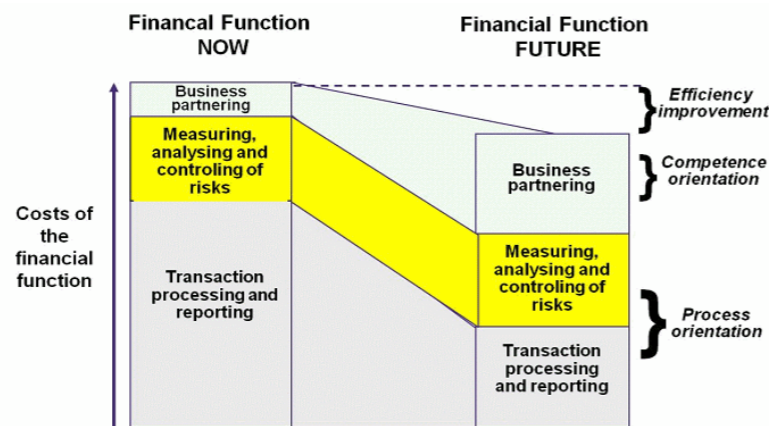 Financal Function
NOW
Financial Function
FUTURE
Business
partnering
Efficiency
improvement
Measuring,
analysing and
controling of
risks
Business
partnering
Competence
orientation
Costs of
the
financial
function
Measuring,
analysing and
controling of
risks
Transaction
processing and
reporting
Process
orientation
Transaction
processing
and reporting